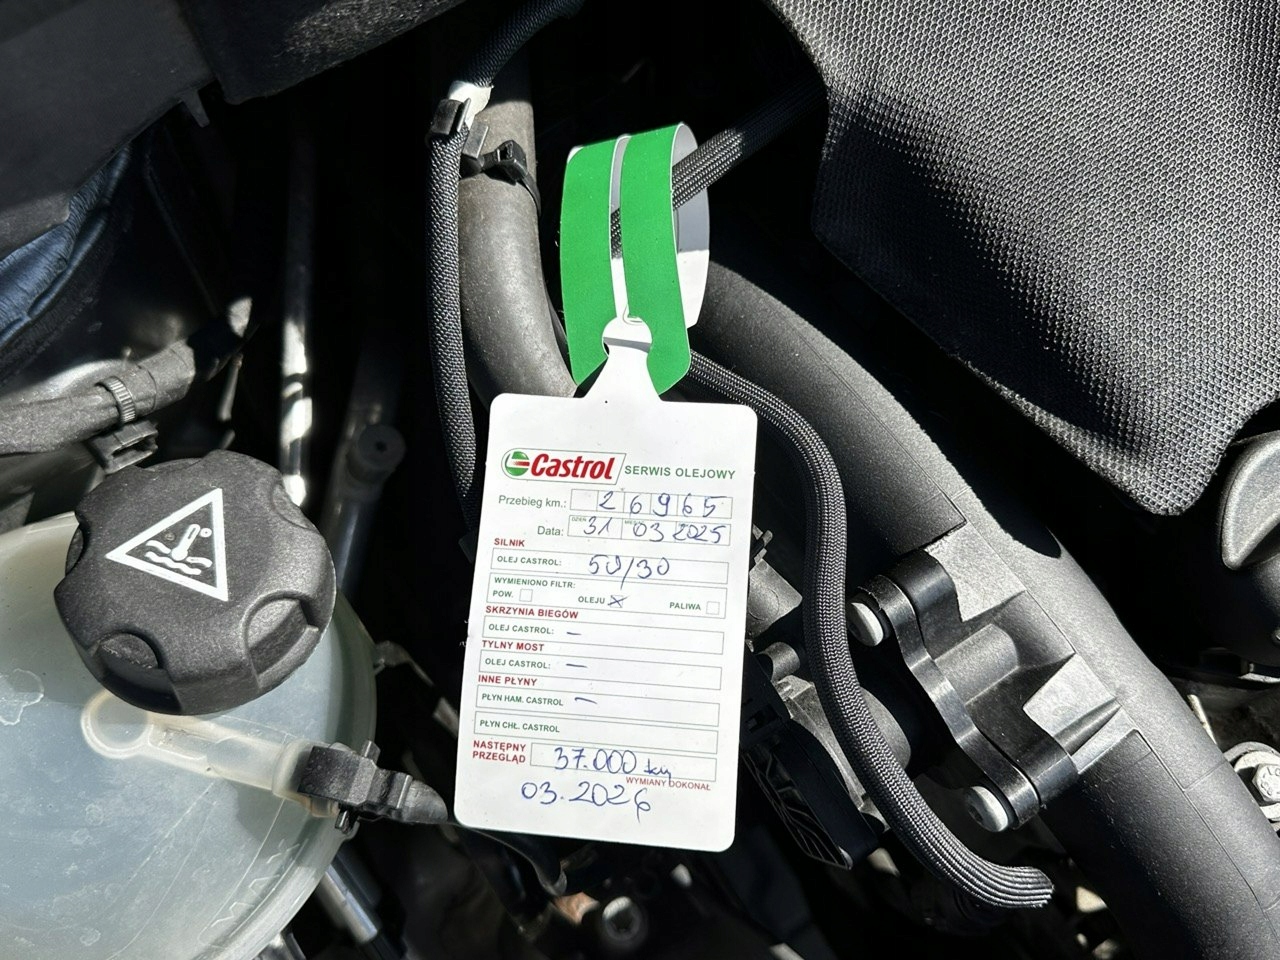 Castrol SERWIS OLEJOWY
Przebieg km.: 26965
Data: 31 03 2025
SILNIK
OLEJ CASTROL: 50/30
WYMIENIONO FILTR:
POW. OLEJU X PALIWA
SKRZYNIA BIEGÓW
OLEJ CASTROL: —
TYLNY MOST
OLEJ CASTROL: —
INNE PŁYNY
PŁYN HAM. CASTROL —
PŁYN CHŁ. CASTROL
NASTĘPNY PRZEGLĄD 37.000 km
WYMIANY DOKONAŁ
03.2026